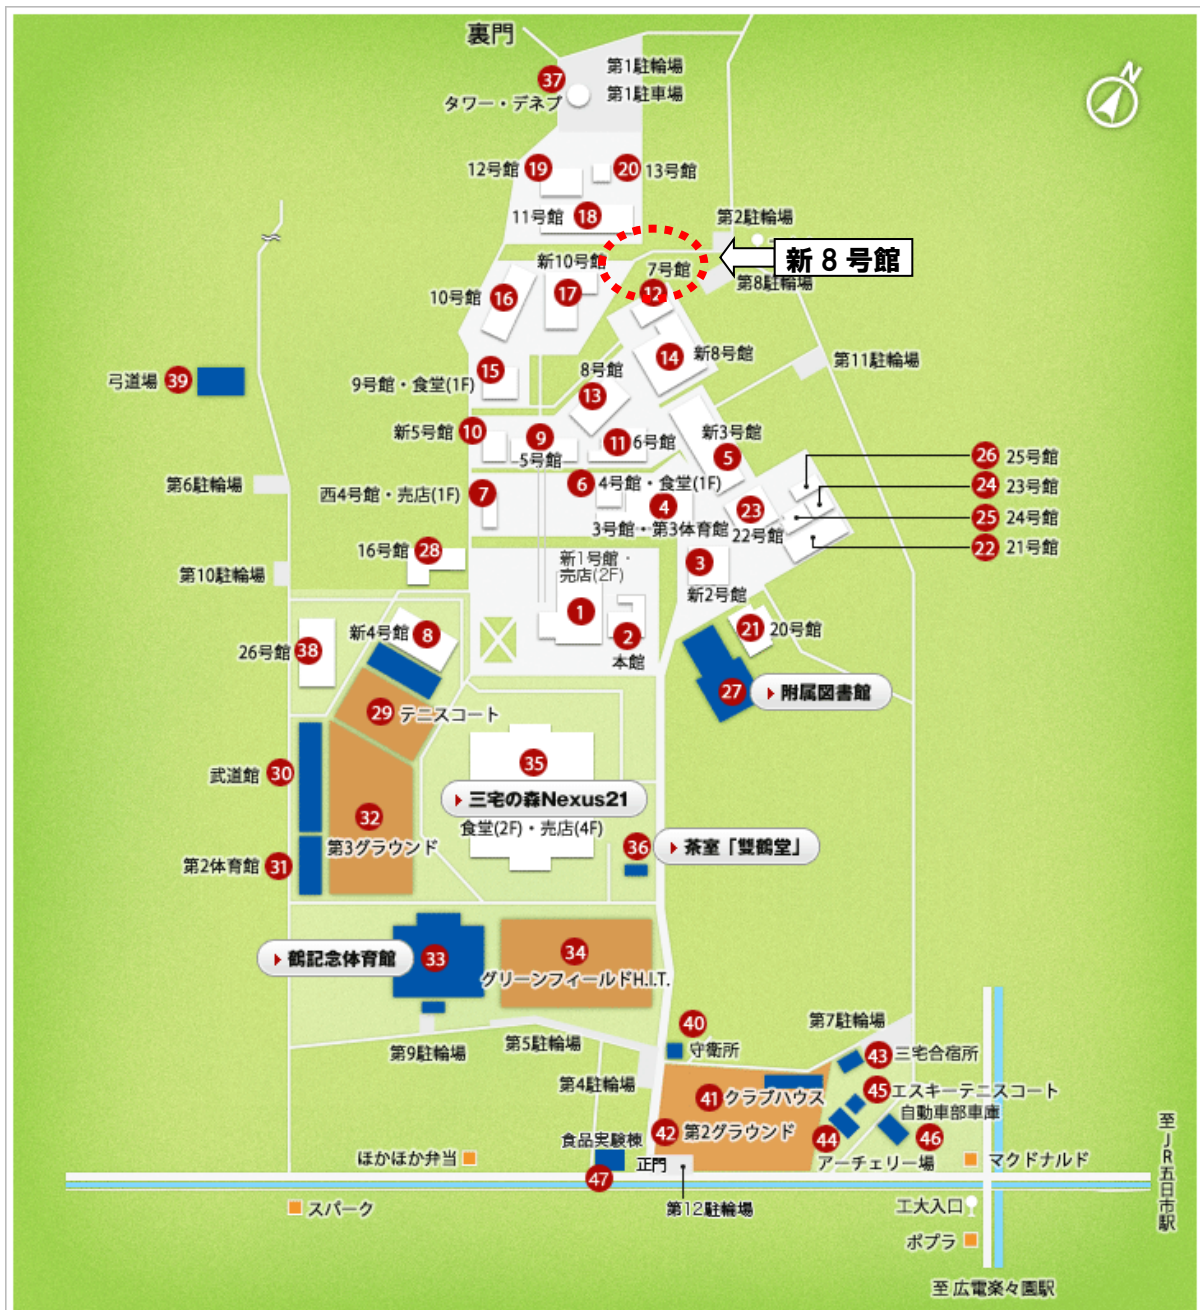 裏門
N
第1駐輪場
37
第1駐車場
タワー・デネブ
12号館 19
20 13号館
11号館 18
第2駐輪場
新8号館
新10号館
7号館
12
第8駐輪場
10号館 16
17
14 新8号館
第11駐輪場
8号館
15
9号館・食堂(1F)
13
弓道場 39
新5号館 10
9
5号館
11 6号館
新3号館
5
26 25号館
24 23号館
25 24号館
22 21号館
第6駐輪場
西4号館・売店(1F) 7
6 4号館・食堂(1F)
4
3号館・第3体育館
23
22号館
16号館 28
新1号館・
売店(2F)
3
新2号館
第10駐輪場
1
2
本館
21 20号館
新4号館 8
26号館 38
27 附属図書館
29 テニスコート
35
武道館 30
三宅の森Nexus21
食堂(2F)・売店(4F)
32
第3グラウンド
36 茶室「雙鶴堂」
第2体育館 31
鶴記念体育館 33
34
グリーンフィールドH.I.T.
第9駐輪場
第5駐輪場
40
守衛所
第7駐輪場
43 三宅合宿所
第4駐輪場
41 クラブハウス
45 エスキーテニスコート
自動車部車庫
42 第2グラウンド
44
46
アーチェリー場
食品実験棟
47
正門
ほかほか弁当
マクドナルド
スパーク
第12駐輪場
工大入口
ポプラ
至JR五日市駅
至 広電楽々園駅